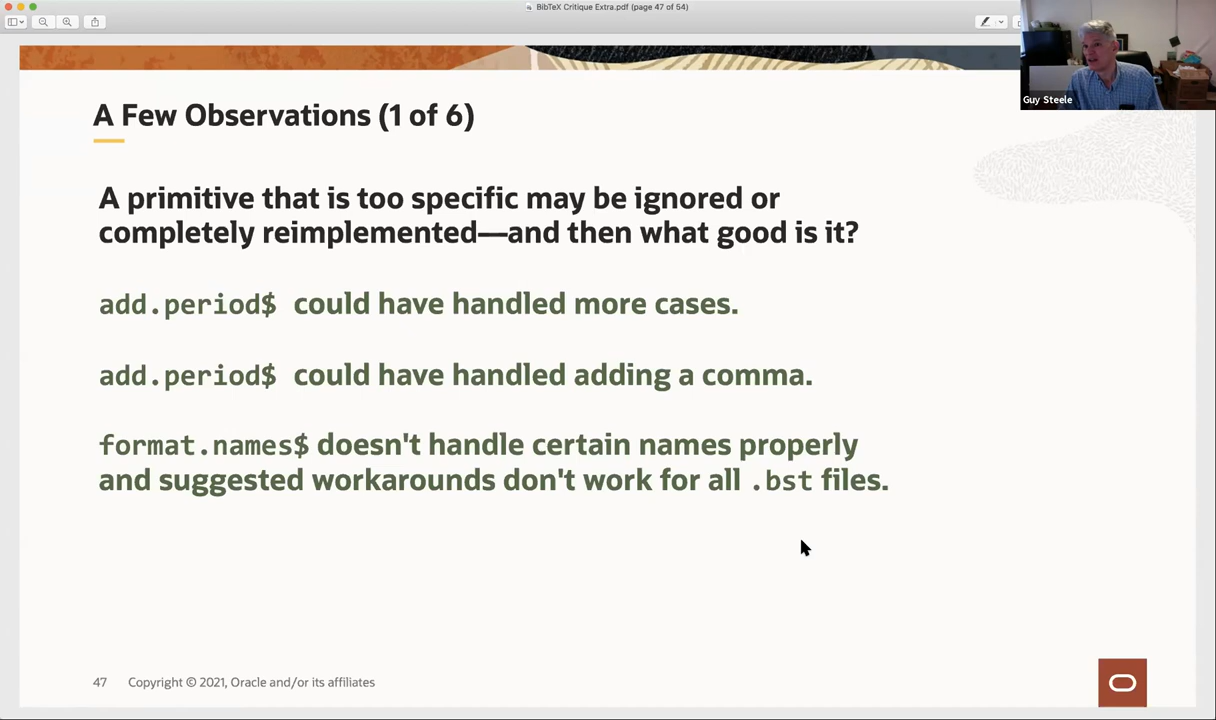 BibTeX Critique Extra.pdf (page 47 of 54)
Guy Steele
A Few Observations (1 of 6)
A primitive that is too specific may be ignored or
completely reimplemented—and then what good is it?
add.period$ could have handled more cases.
add.period$ could have handled adding a comma.
format.names$ doesn't handle certain names properly
and suggested workarounds don't work for all .bst files.
47 Copyright © 2021, Oracle and/or its affiliates